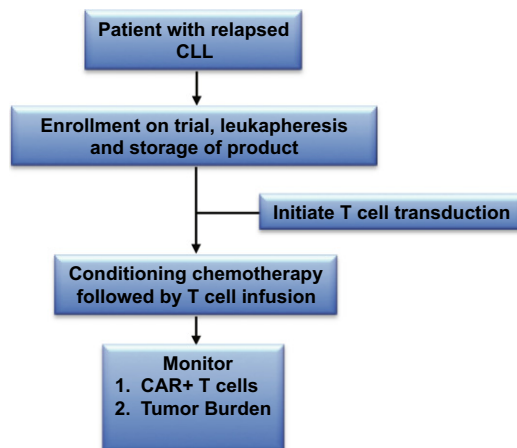 Patient with relapsed
CLL
Enrollment on trial, leukapheresis
and storage of product
Initiate T cell transduction
Conditioning chemotherapy
followed by T cell infusion
Monitor
1. CAR+ T cells
2. Tumor Burden